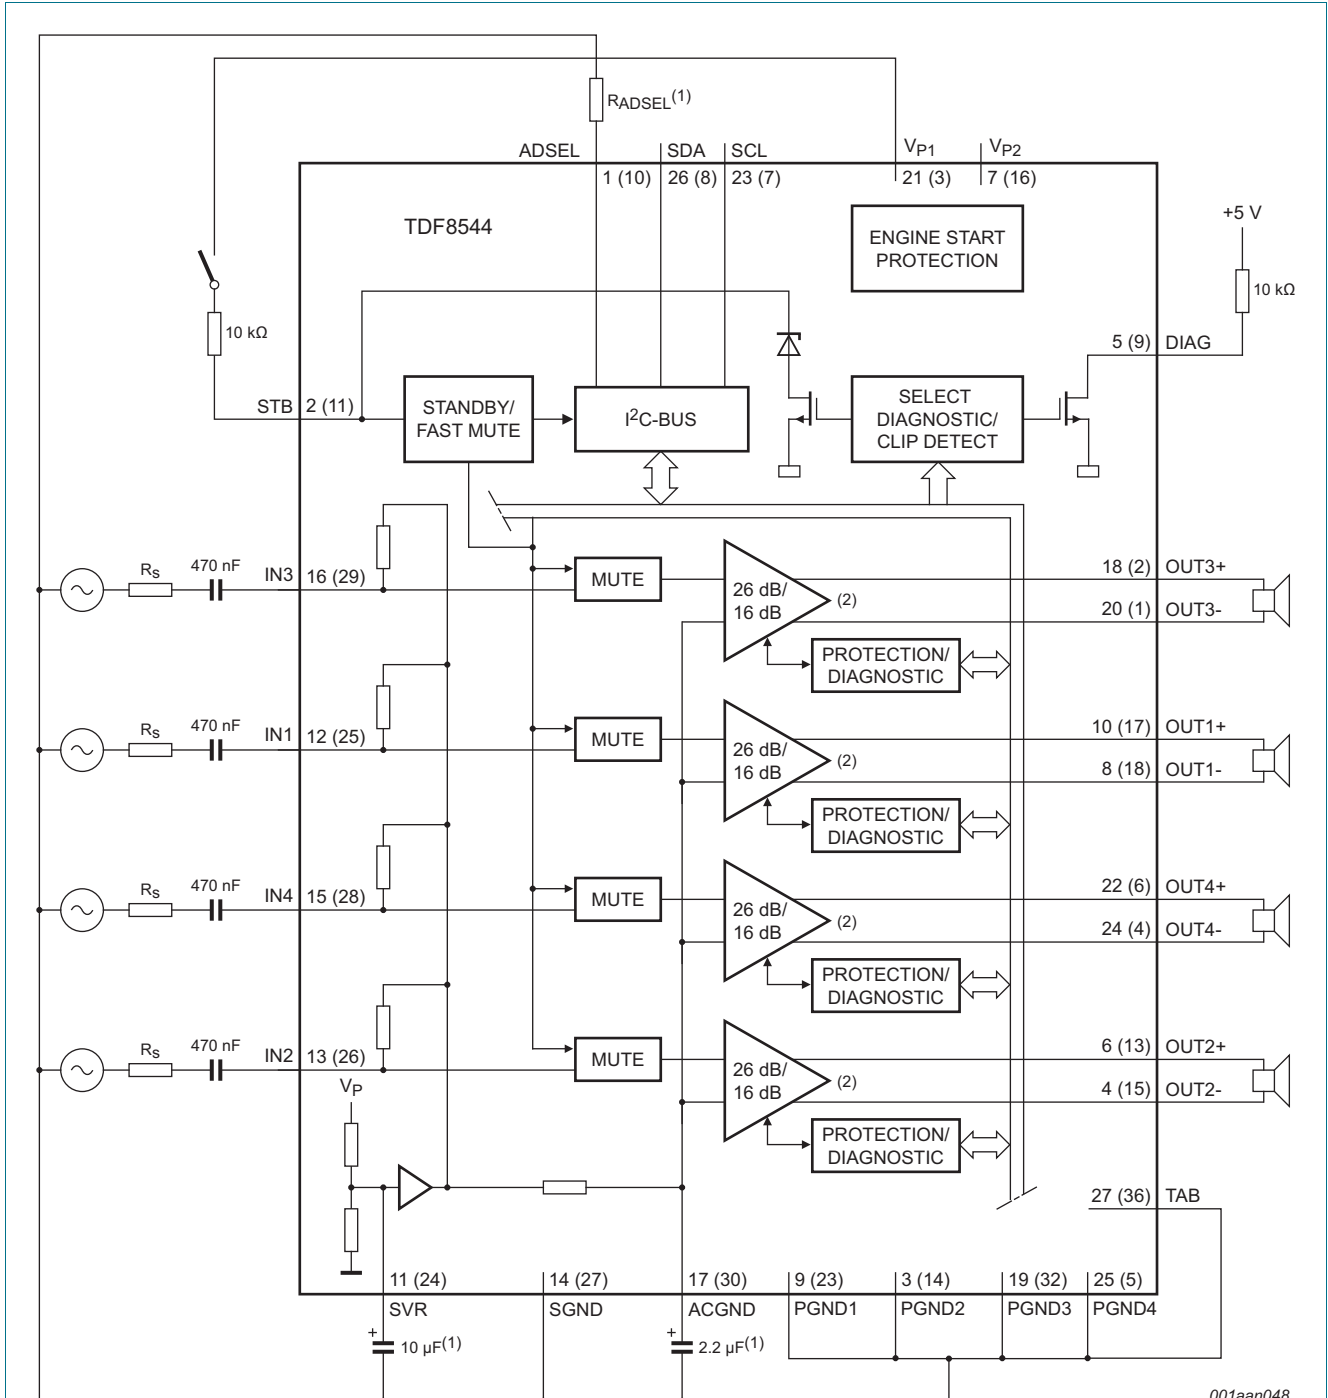 RADSEL(1)
ADSEL SDA SCL VP1 VP2
1 (10) 26 (8) 23 (7) 21 (3) 7 (16)
TDF8544
ENGINE START
PROTECTION
+5 V
10 kΩ
10 kΩ
5 (9) DIAG
STB 2 (11)
STANDBY/
FAST MUTE
I2C-BUS
SELECT
DIAGNOSTIC/
CLIP DETECT
RS 470 nF IN3 16 (29)
MUTE
26 dB/
16 dB
(2)
18 (2) OUT3+
20 (1) OUT3-
PROTECTION/
DIAGNOSTIC
RS 470 nF IN1 12 (25)
MUTE
26 dB/
16 dB
(2)
10 (17) OUT1+
8 (18) OUT1-
PROTECTION/
DIAGNOSTIC
RS 470 nF IN4 15 (28)
MUTE
26 dB/
16 dB
(2)
22 (6) OUT4+
24 (4) OUT4-
PROTECTION/
DIAGNOSTIC
RS 470 nF IN2 13 (26)
MUTE
26 dB/
16 dB
(2)
6 (13) OUT2+
4 (15) OUT2-
PROTECTION/
DIAGNOSTIC
VP
27 (36) TAB
11 (24) 14 (27) 17 (30) 9 (23) 3 (14) 19 (32) 25 (5)
SVR SGND ACGND PGND1 PGND2 PGND3 PGND4
+ 10 μF(1)
+ 2.2 μF(1)
001aan048